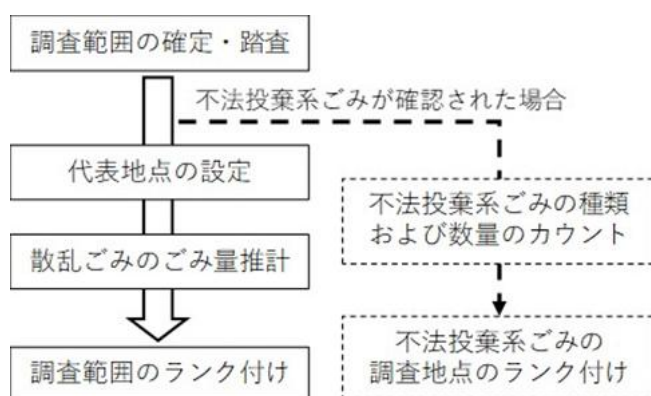 調査範囲の確定・踏査
不法投棄系ごみが確認された場合
代表地点の設定
不法投棄系ごみの種類
および数量のカウント
散乱ごみのごみ量推計
調査範囲のランク付け
不法投棄系ごみの
調査地点のランク付け